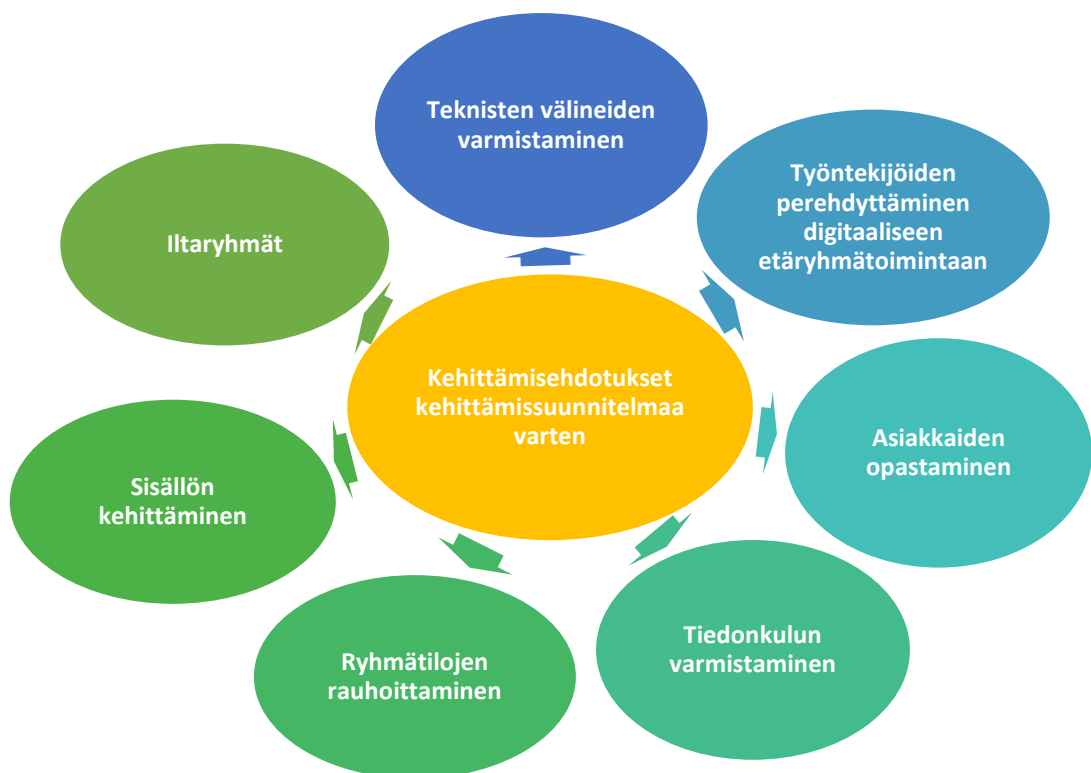 Teknisten välineiden
varmistaminen
Työntekijöiden
perehdyttäminen
digitaaliseen
etäryhmätoimintaan
Asiakkaiden
opastaminen
Tiedonkulun
varmistaminen
Ryhmätilojen
rauhoittaminen
Sisällön
kehittäminen
Iltaryhmät
Kehittämisehdotukset
kehittämissuunnitelmaa
varten